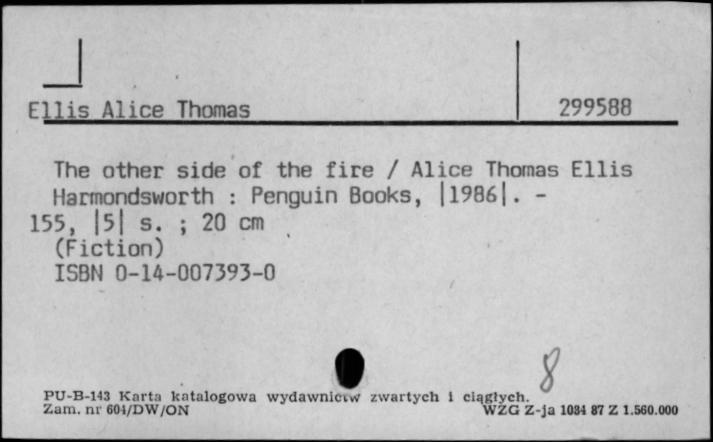 Ellis Alice Thomas 299588
The other side of the fire / Alice Thomas Ellis
Harmondsworth : Penguin Books, |1986|. -
155, |5| s. ; 20 cm
(Fiction)
ISBN 0-14-007393-0
8
PU-B-143 Karta katalogowa wydawnictw zwartych i ciągłych.
Zam. nr 604/DW/ON WZG Z-ja 1034 87 Z 1.560.000